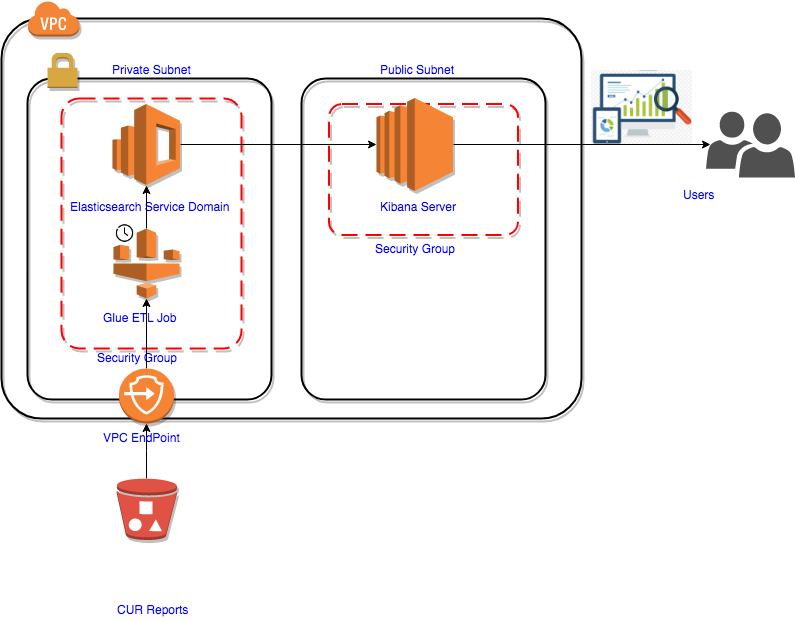 VPC
Private Subnet
Public Subnet
Elasticsearch Service Domain
Kibana Server
Users
Security Group
Glue ETL Job
Security Group
VPC EndPoint
CUR Reports